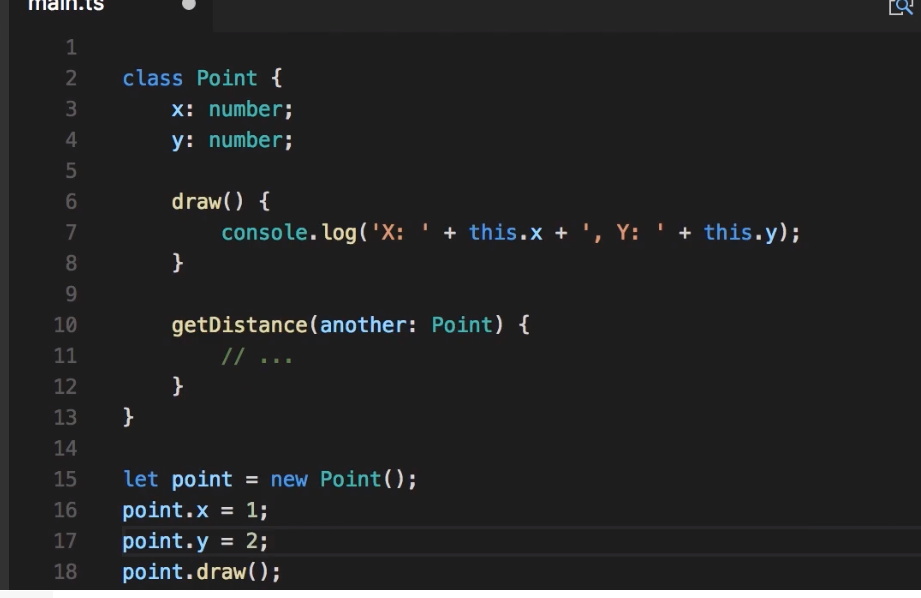 main.ts
1
2 class Point {
3     x: number;
4     y: number;
5
6     draw() {
7         console.log('X: ' + this.x + ', Y: ' + this.y);
8     }
9
10     getDistance(another: Point) {
11         // ...
12     }
13 }
14
15 let point = new Point();
16 point.x = 1;
17 point.y = 2;
18 point.draw();